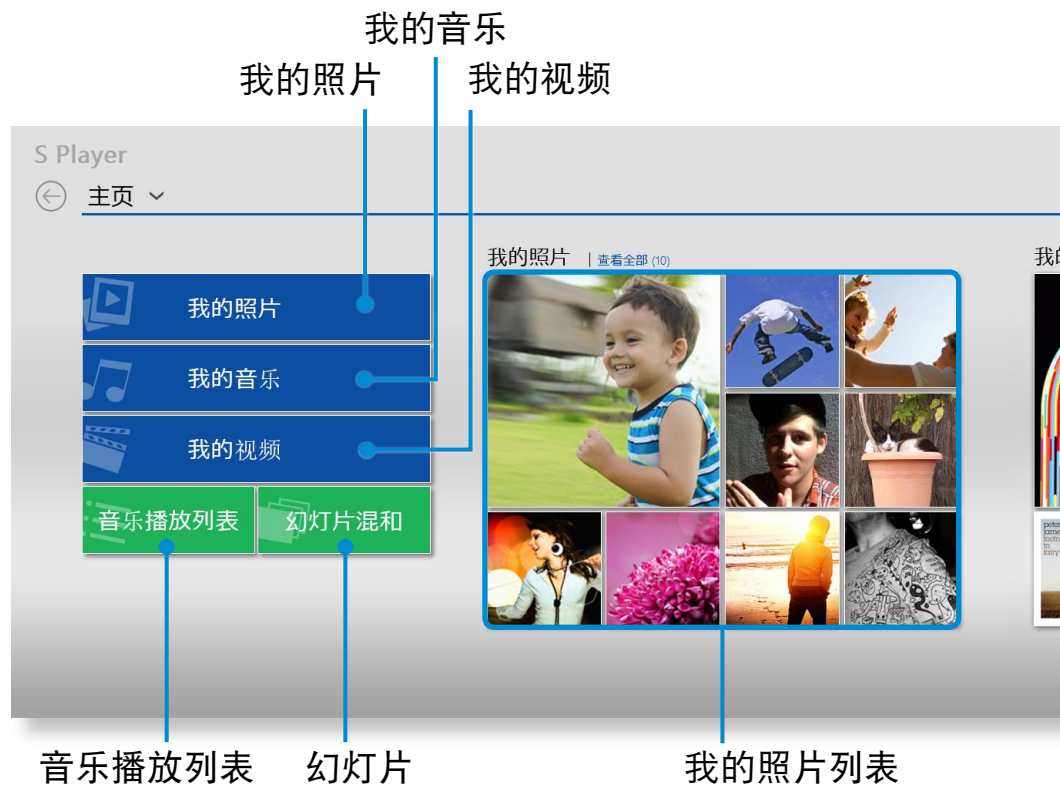 我的音乐
我的照片
我的视频
S Player
主页
我的照片 | 查看全部 (10)
我的照片
我的音乐
我的视频
音乐播放列表
幻灯片混和
音乐播放列表
幻灯片
我的照片列表